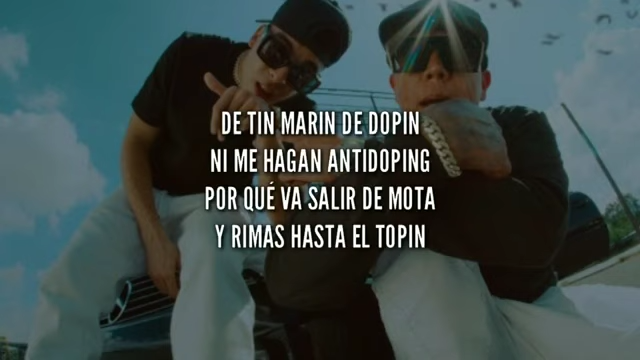 DE TIN MARIN DE DOPIN
NI ME HAGAN ANTIDOPING
POR QUÉ VA SALIR DE MOTA
Y RIMAS HASTA EL TOPIN